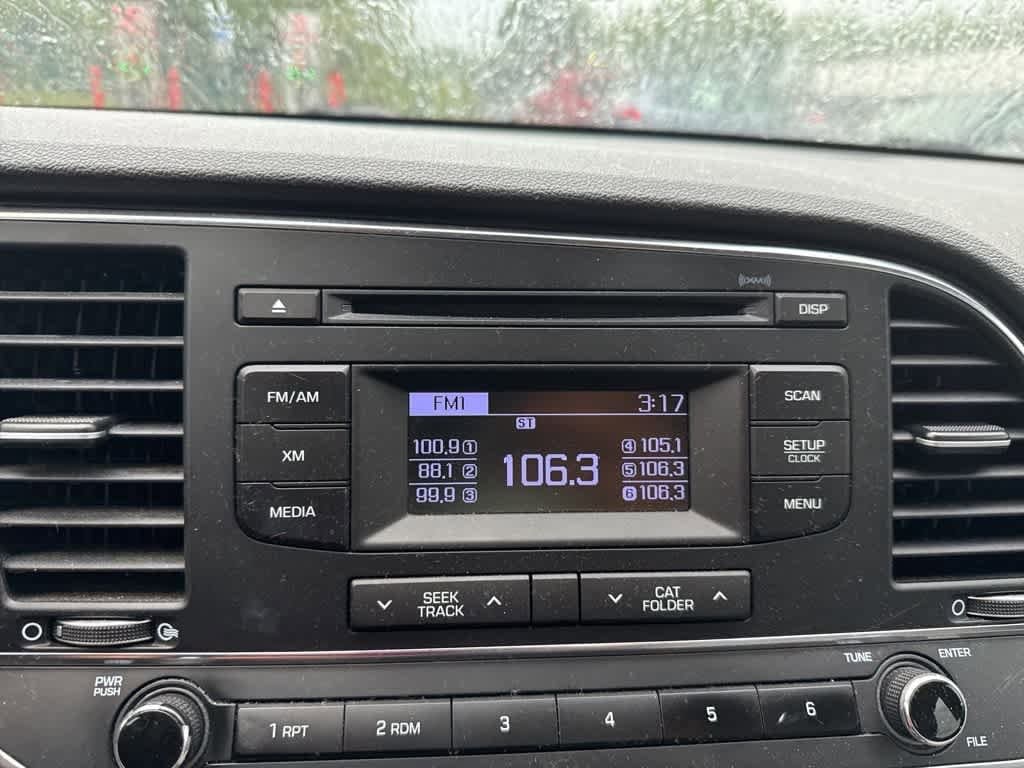 ((XM))
DISP
FM/AM
XM
MEDIA
FM1 3:17
ST
100.9 1
88.1 2
99.9 3
106.3
4 105.1
5 106.3
6 106.3
SCAN
SETUP
CLOCK
MENU
SEEK
TRACK
CAT
FOLDER
PWR
PUSH
1 RPT
2 RDM
3
4
5
6
TUNE
ENTER
FILE